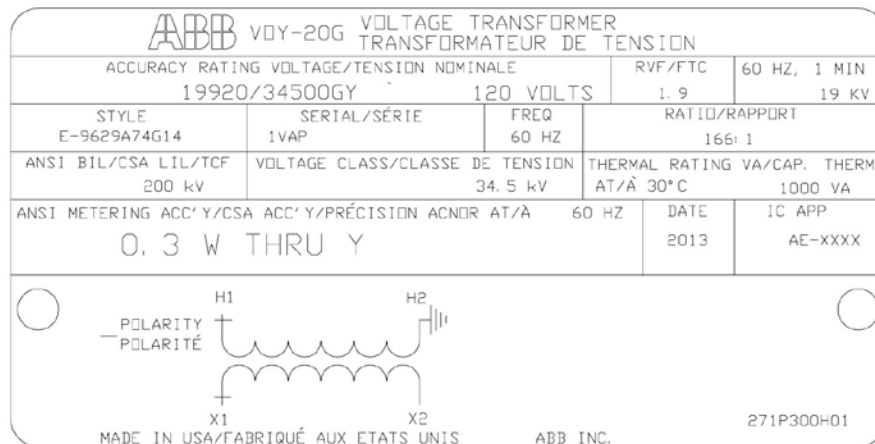 ABB VOY-20G VOLTAGE TRANSFORMER
TRANSFORMATEUR DE TENSION
ACCURACY RATING VOLTAGE/TENSION NOMINALE
19920/34500GY 120 VOLTS
RVF/FTC
1.9
60 HZ, 1 MIN
19 KV
STYLE
E-9629A74G14
SERIAL/SÉRIE
1VAP
FREQ
60 HZ
RATIO/RAPPORT
166:1
ANSI BIL/CSA LIL/TCF
200 kV
VOLTAGE CLASS/CLASSE DE TENSION
34.5 kV
THERMAL RATING VA/CAP. THERM
AT/À 30°C 1000 VA
ANSI METERING ACC'Y/CSA ACC'Y/PRÉCISION ACNOR AT/À 60 HZ
0.3 W THRU Y
DATE
2013
IC APP
AE-XXXX
H1 H2
POLARITY
POLARITÉ
X1 X2
271P300H01
MADE IN USA/FABRIQUÉ AUX ETATS UNIS ABB INC.